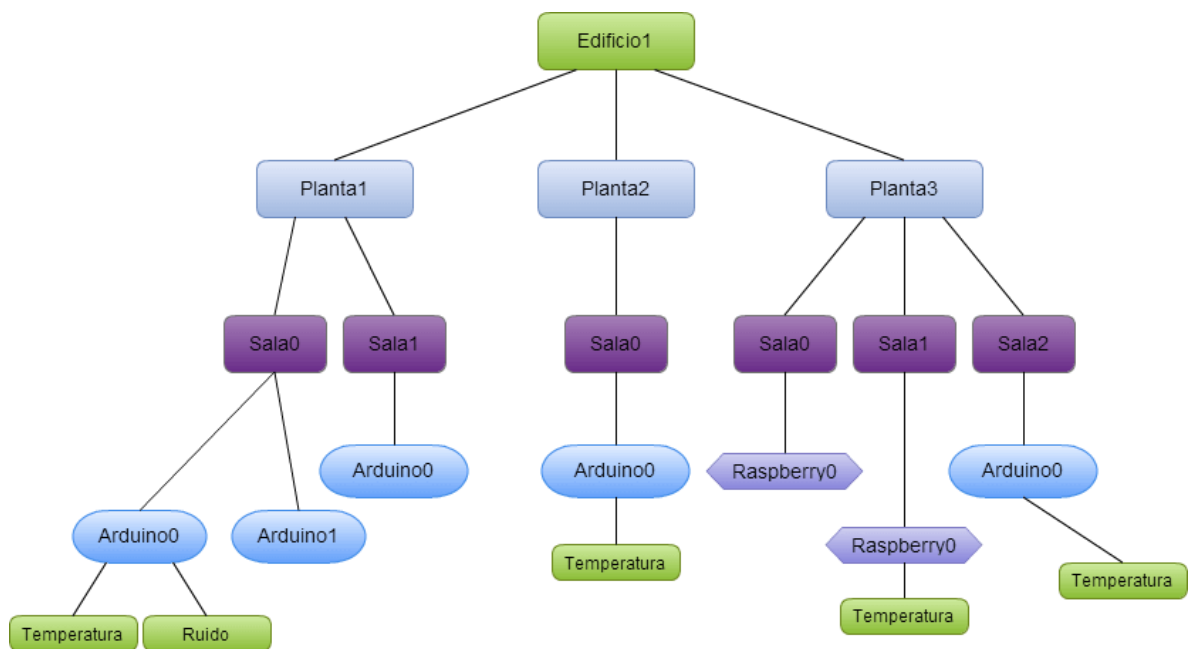 Edificio1
Planta1
Planta2
Planta3
Sala0
Sala1
Sala0
Sala0
Sala1
Sala2
Arduino0
Arduino0
Raspberry0
Arduino0
Arduino0
Arduino1
Raspberry0
Temperatura
Temperatura
Temperatura
Temperatura
Ruido